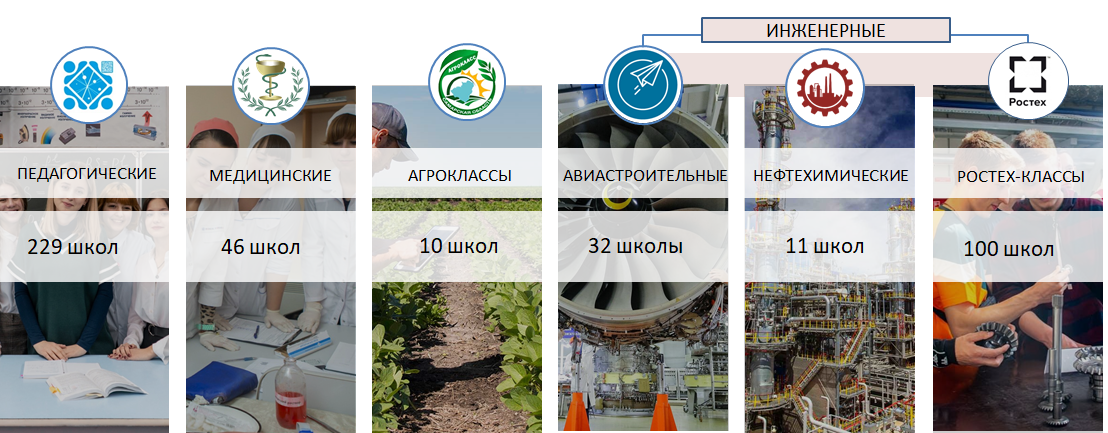 ИНЖЕНЕРНЫЕ
АГРОКЛАСС
Ростех
ПЕДАГОГИЧЕСКИЕ
МЕДИЦИНСКИЕ
АГРОКЛАССЫ
АВИАСТРОИТЕЛЬНЫЕ
НЕФТЕХИМИЧЕСКИЕ
РОСТЕХ-КЛАССЫ
229 школ
46 школ
10 школ
32 школы
11 школ
100 школ